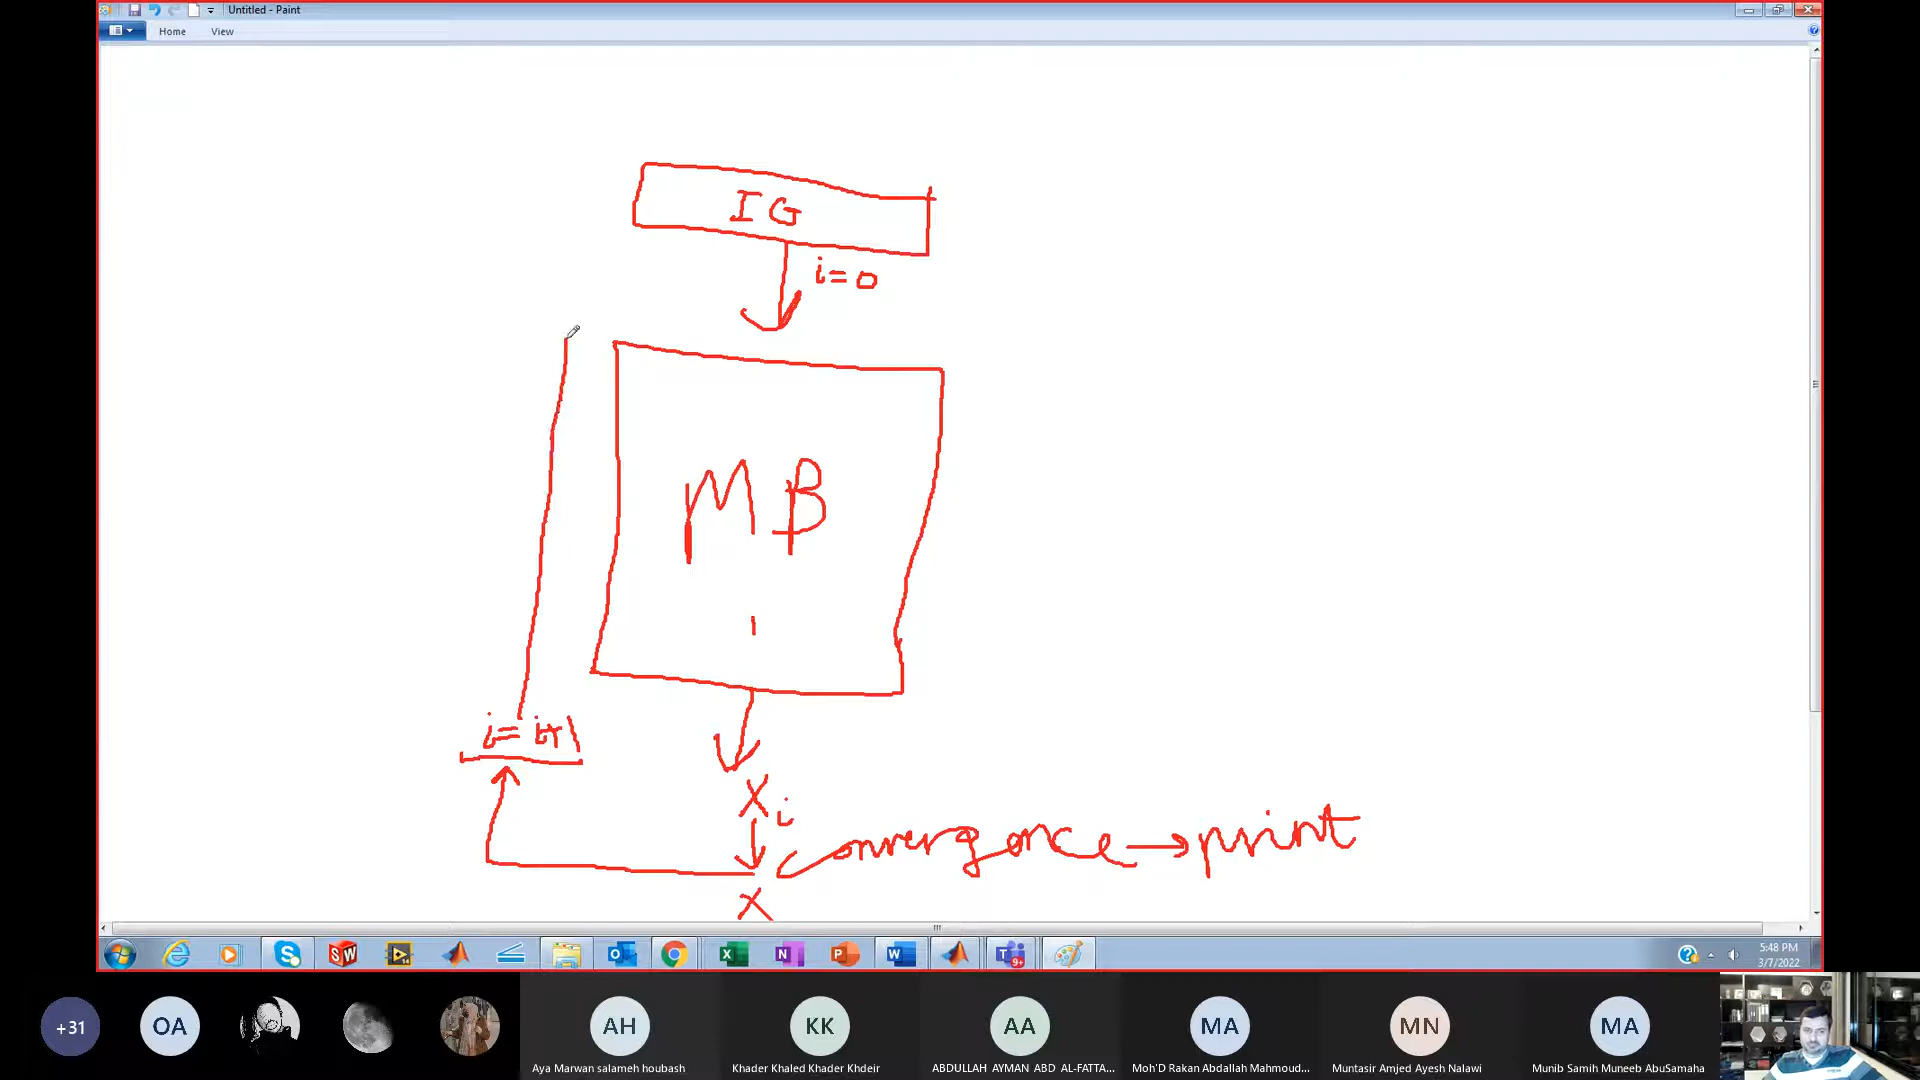 Untitled - Paint
Home View
IG
i=0
MB
i=i+1
Xi
Convergence → print
X
9+
5:48 PM
3/7/2022
+31
OA
AH
KK
AA
MA
MN
MA
Aya Marwan salameh houbash
Khader Khaled Khader Khdeir
ABDULLAH AYMAN ABD AL-FATTA...
Moh'D Rakan Abdallah Mahmoud...
Muntasir Amjed Ayesh Nalawi
Munib Samih Muneeb AbuSamaha